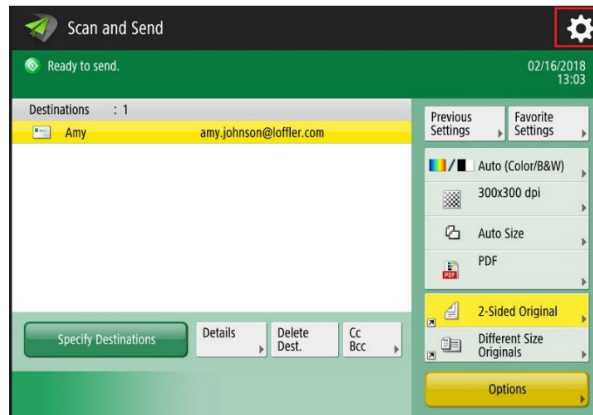 Scan and Send
Ready to send.
02/16/2018
13:03
Destinations : 1
Amy amy.johnson@loffler.com
Previous
Settings
Favorite
Settings
Auto (Color/B&W)
300x300 dpi
Auto Size
PDF
PDF
2-Sided Original
Different Size
Originals
Specify Destinations
Details
Delete
Dest.
Cc
Bcc
Options